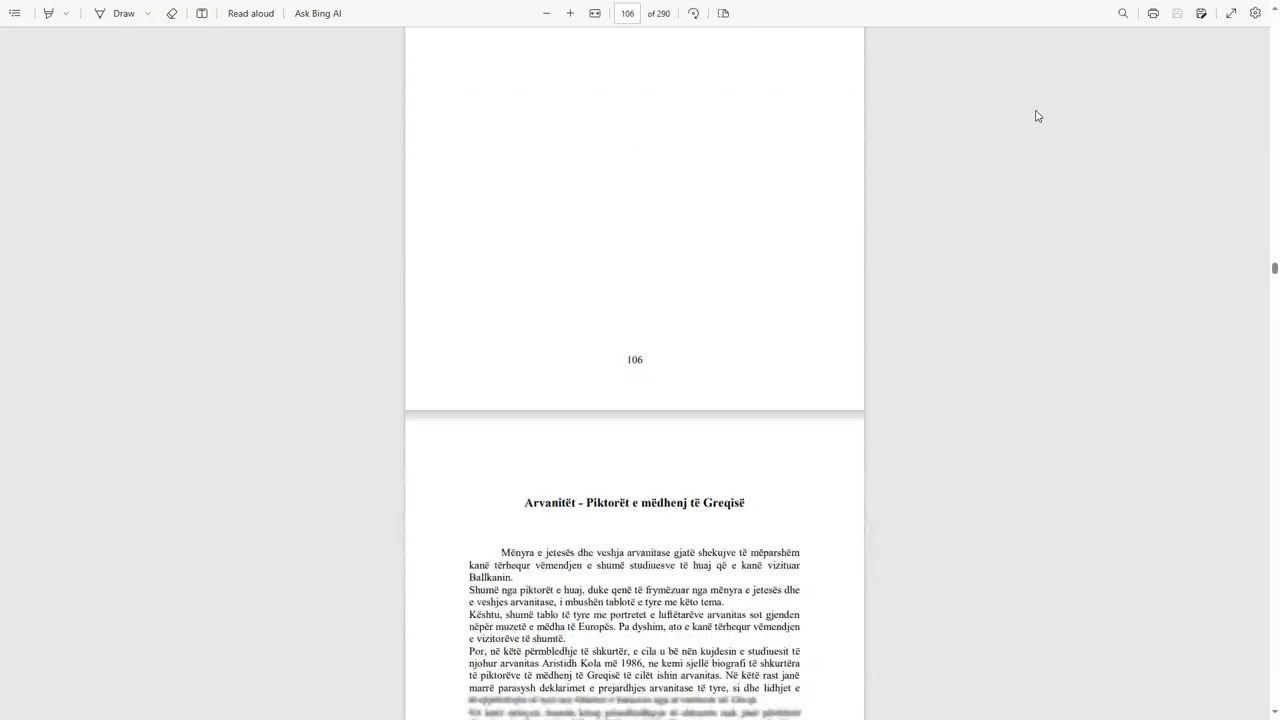 Draw
Read aloud
Ask Bing AI
106
of 290
106
Arvanitët - Piktorët e mëdhenj të Greqisë
Mënyra e jetesës dhe veshja arvanitase gjatë shekujve të mëparshëm
kanë tërhequr vëmendjen e shumë studiuesve të huaj që e kanë vizituar
Ballkanin.
Shumë nga piktorët e huaj, duke qenë të frymëzuar nga mënyra e jetesës dhe
e veshjes arvanitase, i mbushën tablotë e tyre me këto tema.
Kështu, shumë tablo të tyre me portretet e luftëtarëve arvanitas sot gjenden
nëpër muzetë e mëdha të Europës. Pa dyshim, ato e kanë tërhequr vëmendjen
e vizitorëve të shumtë.
Por, në këtë përmbledhje të shkurtër, e cila u bë nën kujdesin e studiuesit të
njohur arvanitas Aristidh Kola më 1986, ne kemi sjellë biografi të shkurtëra
të piktorëve të mëdhenj të Greqisë të cilët ishin arvanitas. Në këtë rast janë
marrë parasysh deklarimet e prejardhjes arvanitase të tyre, si dhe lidhjet e